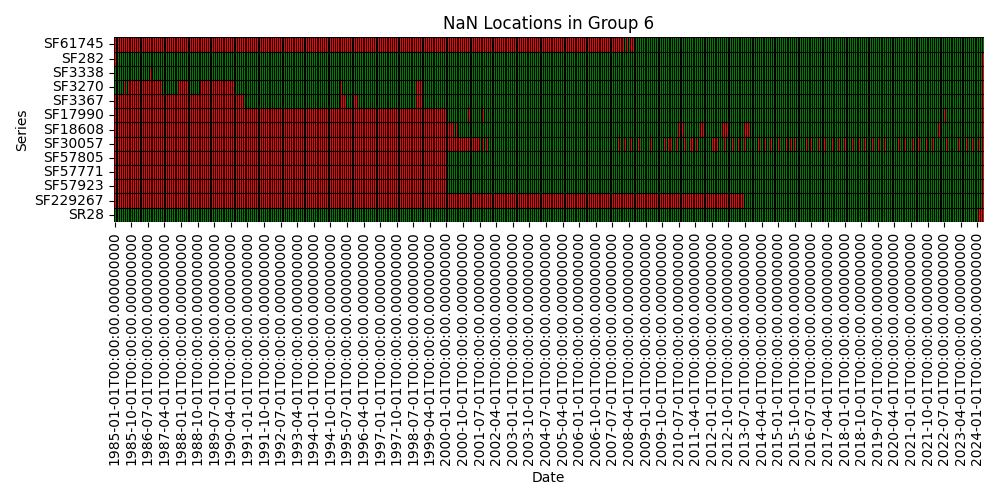 NaN Locations in Group 6
Series
SF61745
SF282
SF3338
SF3270
SF3367
SF17990
SF18608
SF30057
SF57805
SF57771
SF57923
SF229267
SR28
1985-01-01T00:00:00.000000000
1985-10-01T00:00:00.000000000
1986-07-01T00:00:00.000000000
1987-04-01T00:00:00.000000000
1988-01-01T00:00:00.000000000
1988-10-01T00:00:00.000000000
1989-07-01T00:00:00.000000000
1990-04-01T00:00:00.000000000
1991-01-01T00:00:00.000000000
1991-10-01T00:00:00.000000000
1992-07-01T00:00:00.000000000
1993-04-01T00:00:00.000000000
1994-01-01T00:00:00.000000000
1994-10-01T00:00:00.000000000
1995-07-01T00:00:00.000000000
1996-04-01T00:00:00.000000000
1997-01-01T00:00:00.000000000
1997-10-01T00:00:00.000000000
1998-07-01T00:00:00.000000000
1999-04-01T00:00:00.000000000
2000-01-01T00:00:00.000000000
2000-10-01T00:00:00.000000000
2001-07-01T00:00:00.000000000
2002-04-01T00:00:00.000000000
2003-01-01T00:00:00.000000000
2003-10-01T00:00:00.000000000
2004-07-01T00:00:00.000000000
2005-04-01T00:00:00.000000000
2006-01-01T00:00:00.000000000
2006-10-01T00:00:00.000000000
2007-07-01T00:00:00.000000000
2008-04-01T00:00:00.000000000
2009-01-01T00:00:00.000000000
2009-10-01T00:00:00.000000000
2010-07-01T00:00:00.000000000
2011-04-01T00:00:00.000000000
2012-01-01T00:00:00.000000000
2012-10-01T00:00:00.000000000
2013-07-01T00:00:00.000000000
2014-04-01T00:00:00.000000000
2015-01-01T00:00:00.000000000
2015-10-01T00:00:00.000000000
2016-07-01T00:00:00.000000000
2017-04-01T00:00:00.000000000
2018-01-01T00:00:00.000000000
2018-10-01T00:00:00.000000000
2019-07-01T00:00:00.000000000
2020-04-01T00:00:00.000000000
2021-01-01T00:00:00.000000000
2021-10-01T00:00:00.000000000
2022-07-01T00:00:00.000000000
2023-04-01T00:00:00.000000000
2024-01-01T00:00:00.000000000
Date